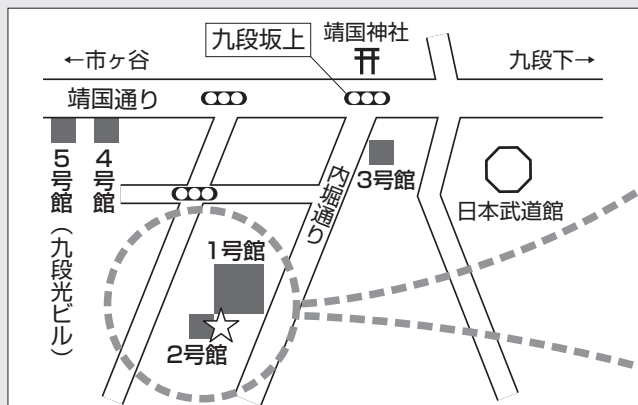 靖国神社
九段坂上
←市ヶ谷
九段下→
靖国通り
5号館（九段光ビル）
4号館
内堀通り
3号館
日本武道館
1号館
2号館